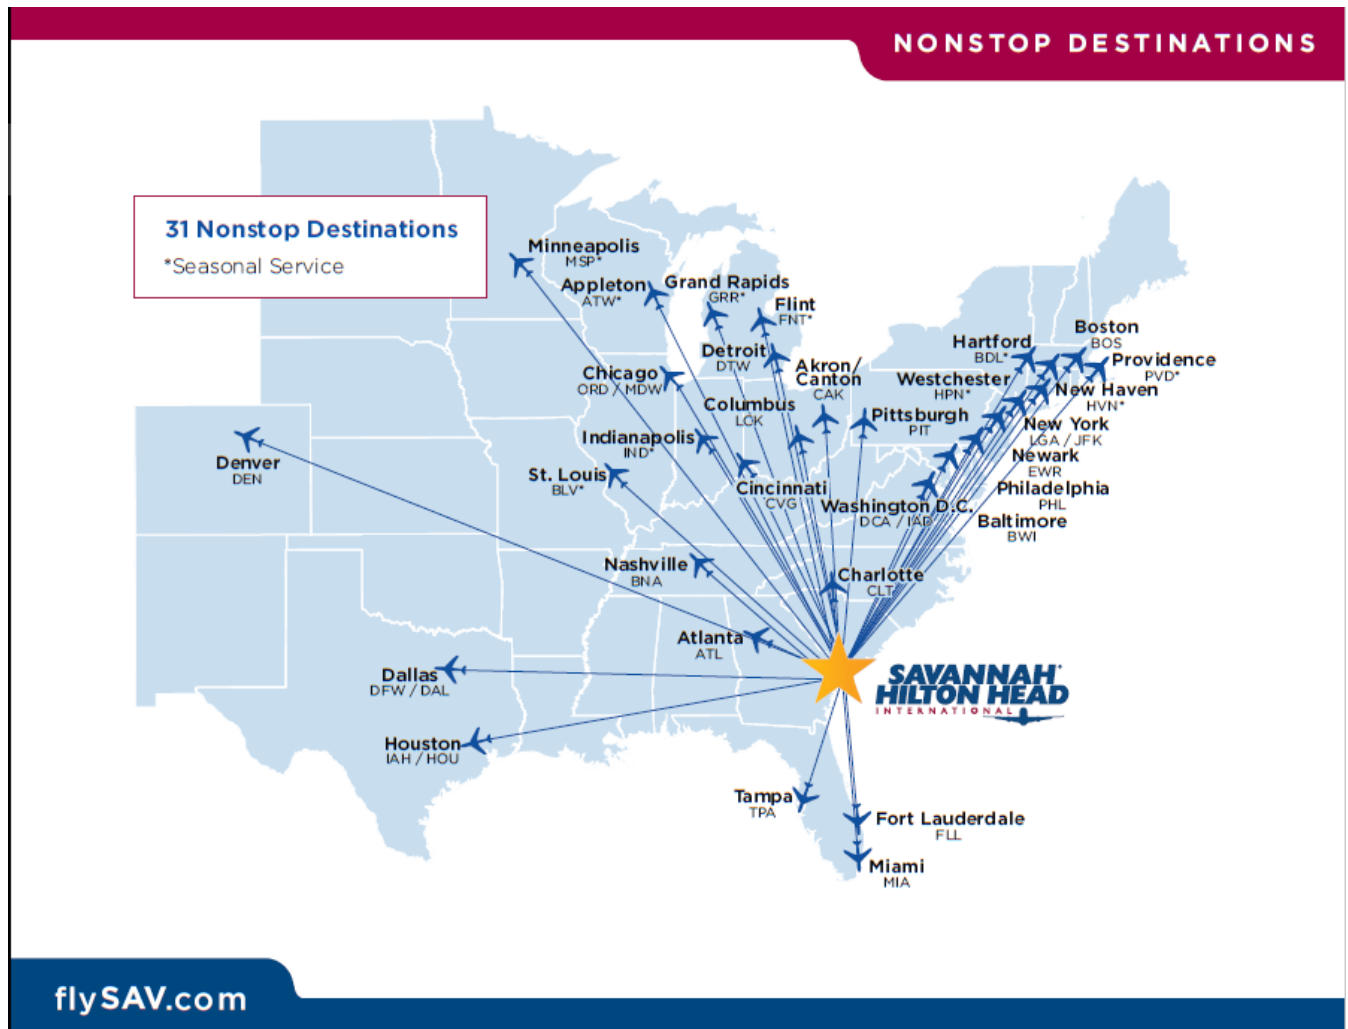 NONSTOP DESTINATIONS
31 Nonstop Destinations
*Seasonal Service
Minneapolis
MSP*
Appleton
ATW*
Grand Rapids
GRR*
Flint
FNT*
Detroit
DTW
Chicago
ORD / MDW
Akron/
Canton
CAK
Columbus
LCK
Indianapolis
IND*
St. Louis
BLV*
Cincinnati
CVG
Pittsburgh
PIT
Hartford
BDL*
Boston
BOS
Providence
PVD*
Westchester
HPN*
New Haven
HVN*
New York
LGA / JFK
Newark
EWR
Philadelphia
PHL
Baltimore
BWI
Washington D.C.
DCA / IAD
Denver
DEN
Nashville
BNA
Charlotte
CLT
Atlanta
ATL
Dallas
DFW / DAL
Houston
IAH / HOU
SAVANNAH
HILTON HEAD
INTERNATIONAL
Tampa
TPA
Fort Lauderdale
FLL
Miami
MIA
flySAV.com